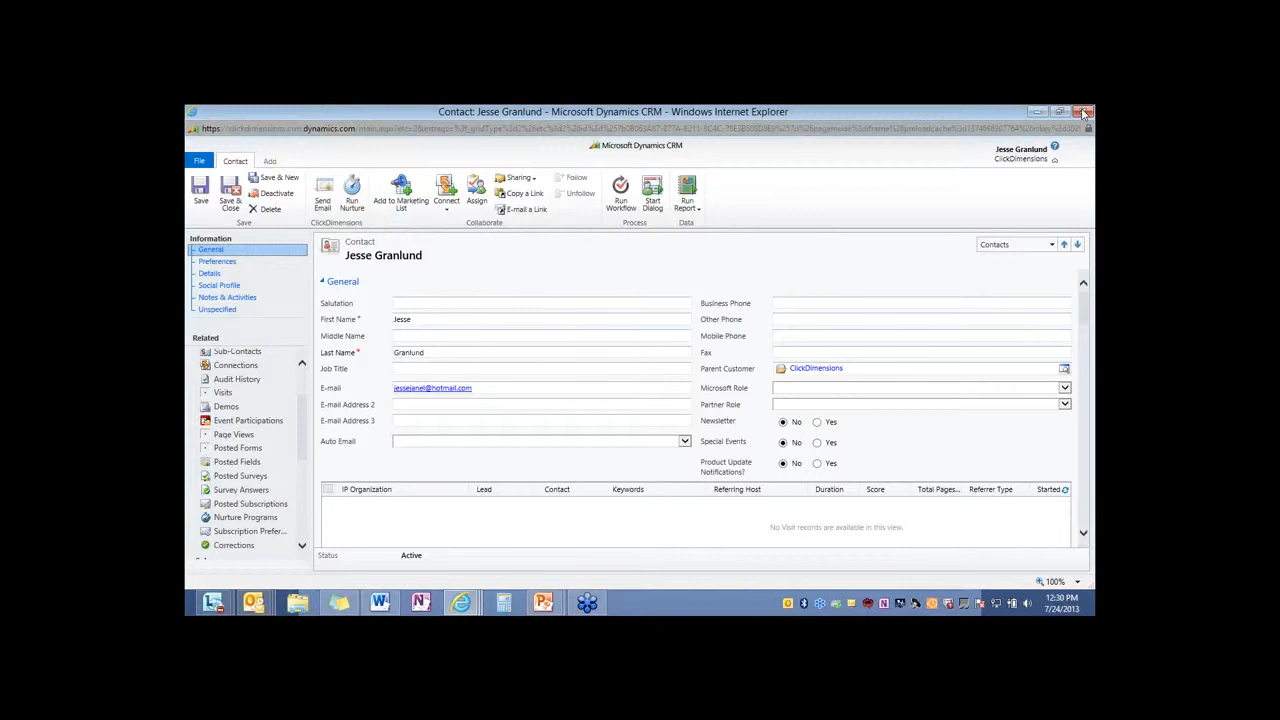 Contact: Jesse Granlund - Microsoft Dynamics CRM - Windows Internet Explorer
Microsoft Dynamics CRM
Jesse Granlund
ClickDimensions
File Contact Add
Save
Save & Close
Save & New
Deactivate
Delete
Send Email
Run Nurture
Add to Marketing List
Connect
Assign
Sharing
Copy a Link
E-mail a Link
Follow
Unfollow
Run Workflow
Start Dialog
Run Report
Save ClickDimensions Collaborate Process Data
Information
General
Preferences
Details
Social Profile
Notes & Activities
Unspecified
Related
Sub-Contacts
Connections
Audit History
Visits
Demos
Event Participations
Page Views
Posted Forms
Posted Fields
Posted Surveys
Survey Answers
Posted Subscriptions
Nurture Programs
Subscription Prefer...
Corrections
Contact
Jesse Granlund
Contacts
General
Salutation
First Name * Jesse
Middle Name
Last Name * Granlund
Job Title
E-mail jessejanel@hotmail.com
E-mail Address 2
E-mail Address 3
Auto Email
Business Phone
Other Phone
Mobile Phone
Fax
Parent Customer ClickDimensions
Microsoft Role
Partner Role
Newsletter No Yes
Special Events No Yes
Product Update Notifications? No Yes
IP Organization Lead Contact Keywords Referring Host Duration Score Total Pages... Referrer Type Started
No Visit records are available in this view.
Status Active
100%
12:30 PM
7/24/2013